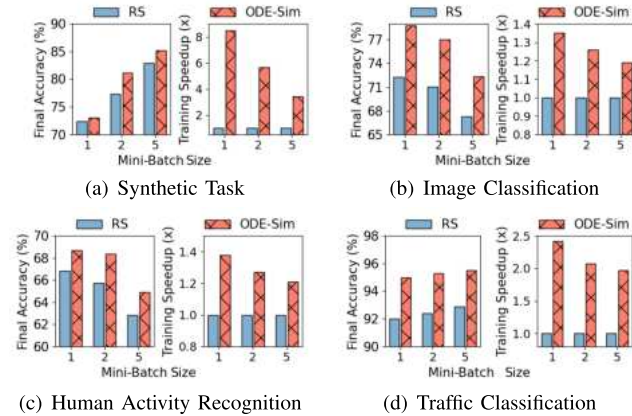 RS ODE-Sim RS ODE-Sim
Final Accuracy (%)
90
85
80
75
70
1 2 5
Training Speedup (x)
8
6
4
2
1 2 5
Mini-Batch Size
Final Accuracy (%)
77
74
71
68
65
1 2 5
Training Speedup (x)
1.4
1.3
1.2
1.1
1.0
0.9
0.8
1 2 5
Mini-Batch Size
(a) Synthetic Task (b) Image Classification
RS ODE-Sim RS ODE-Sim
Final Accuracy (%)
70
68
66
64
62
60
1 2 5
Training Speedup (x)
1.4
1.2
1.0
0.8
1 2 5
Mini-Batch Size
Final Accuracy (%)
98
96
94
92
90
1 2 5
Training Speedup (x)
2.5
2.0
1.5
1.0
1 2 5
Mini-Batch Size
(c) Human Activity Recognition (d) Traffic Classification